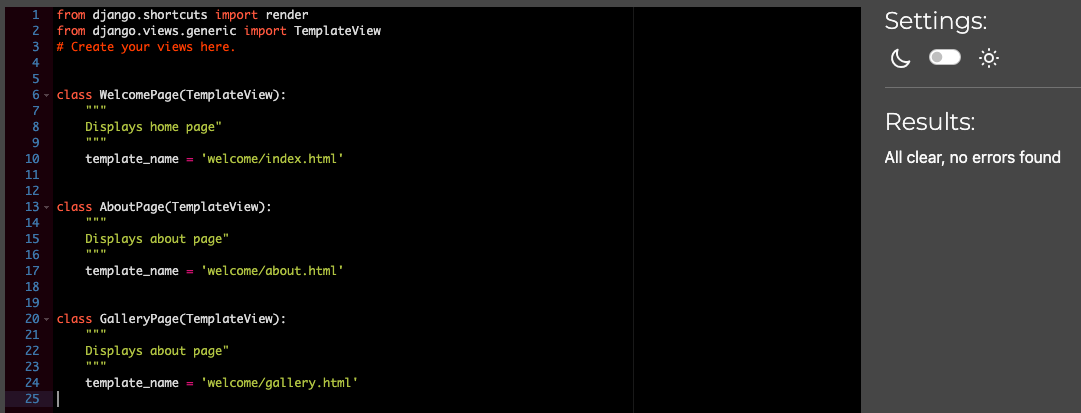 1 from django.shortcuts import render
2 from django.views.generic import TemplateView
3 # Create your views here.
4
5
6 class WelcomePage(TemplateView):
7     """
8     Displays home page"
9     """
10     template_name = 'welcome/index.html'
11
12
13 class AboutPage(TemplateView):
14     """
15     Displays about page"
16     """
17     template_name = 'welcome/about.html'
18
19
20 class GalleryPage(TemplateView):
21     """
22     Displays about page"
23     """
24     template_name = 'welcome/gallery.html'
25
Settings:
Results:
All clear, no errors found